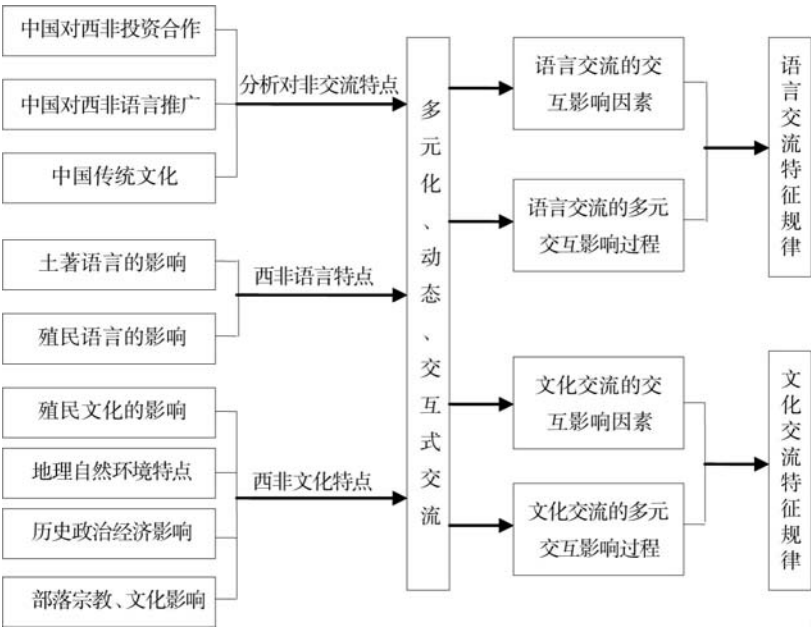 中国对西非投资合作
中国对西非语言推广
中国传统文化
分析对非交流特点
土著语言的影响
殖民语言的影响
西非语言特点
殖民文化的影响
地理自然环境特点
历史政治经济影响
部落宗教、文化影响
西非文化特点
多元化、动态、交互式交流
语言交流的交
互影响因素
语言交流的多元
交互影响过程
文化交流的交
互影响因素
文化交流的多元
交互影响过程
语言交流特征规律
文化交流特征规律